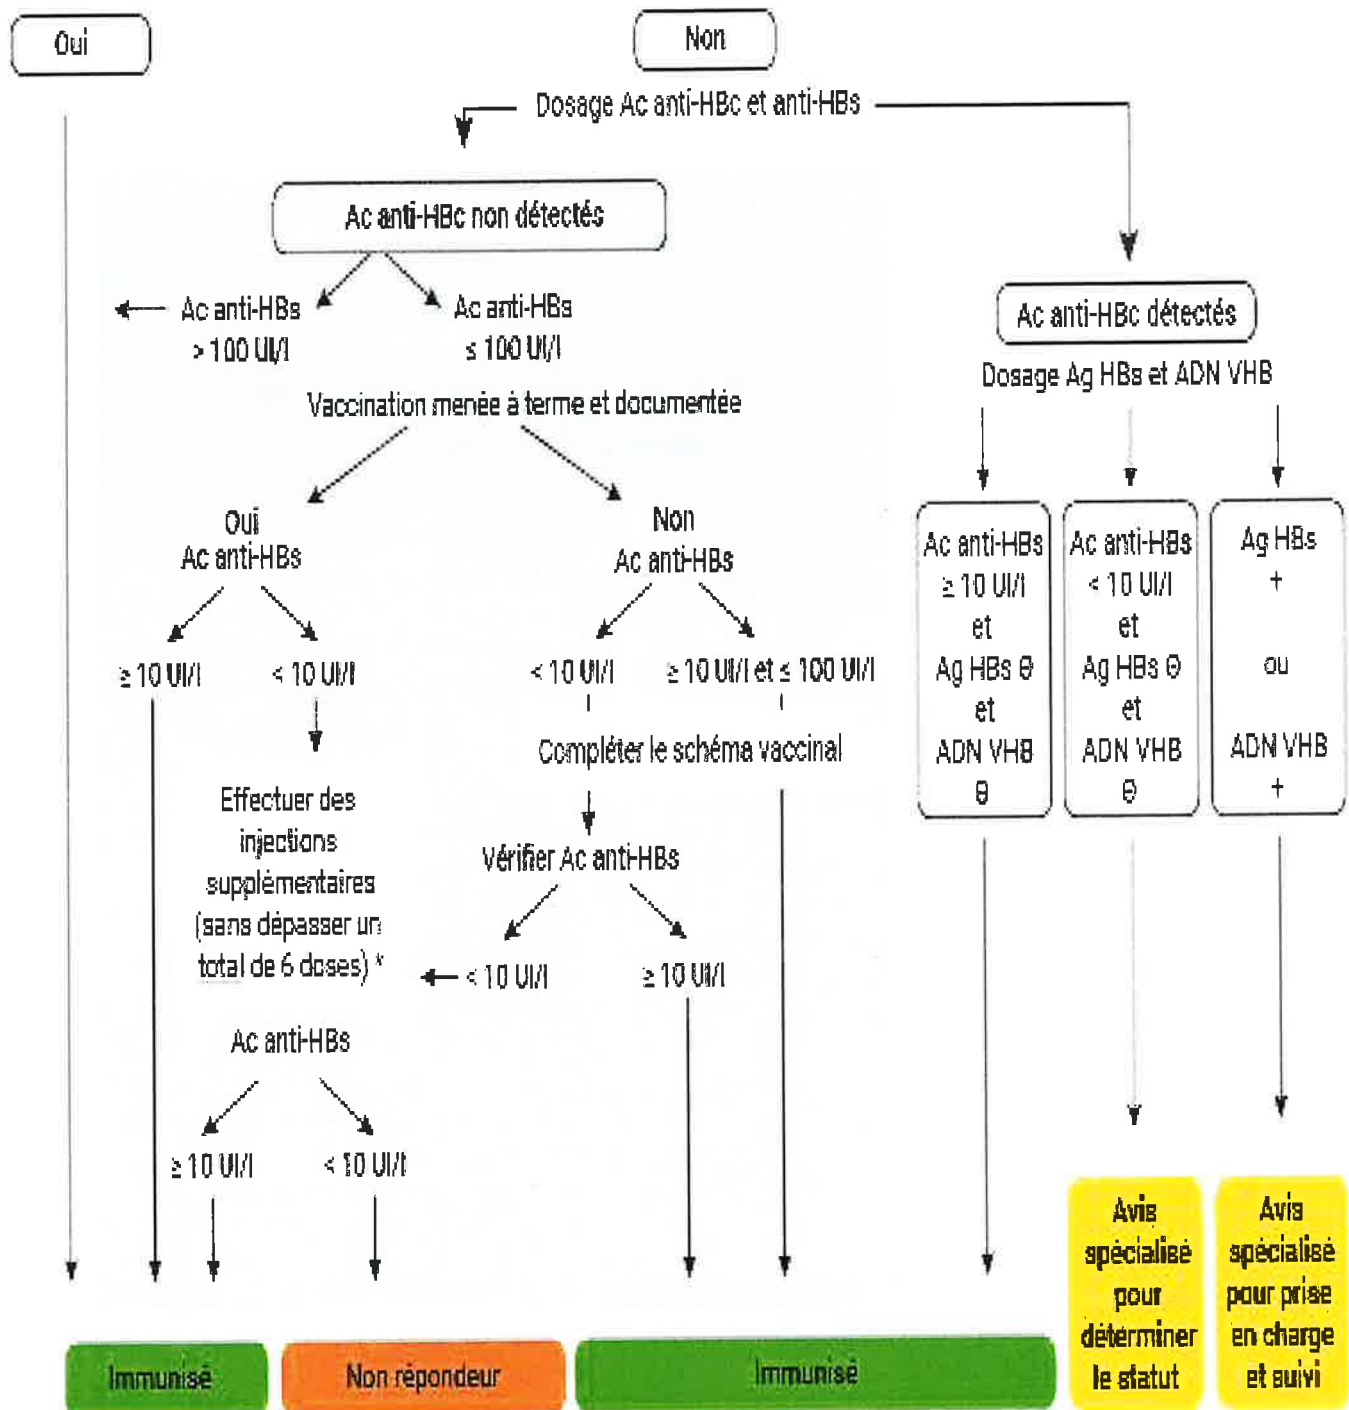 Oui
Non
Dosage Ac anti-HBc et anti-HBs
Ac anti-HBc non détectés
Ac anti-HBs
> 100 UI/l
Ac anti-HBs
≤ 100 UI/l
Vaccination menée à terme et documentée
Oui
Ac anti-HBs
≥ 10 UI/l
< 10 UI/l
Effectuer des
injections
supplémentaires
(sans dépasser un
total de 6 doses) *
Ac anti-HBs
≥ 10 UI/l
< 10 UI/l
Non
Ac anti-HBs
< 10 UI/l
≥ 10 UI/l et ≤ 100 UI/l
Compléter le schéma vaccinal
Vérifier Ac anti-HBs
< 10 UI/l
≥ 10 UI/l
Ac anti-HBc détectés
Dosage Ag HBs et ADN VHB
Ac anti-HBs
≥ 10 UI/l
et
Ag HBs ⊖
et
ADN VHB
⊖
Ac anti-HBs
< 10 UI/l
et
Ag HBs ⊖
et
ADN VHB
⊖
Ag HBs
+
ou
ADN VHB
+
Immunisé
Non répondeur
Immunisé
Avis
spécialisé
pour
déterminer
le statut
Avis
spécialisé
pour prise
en charge
et suivi